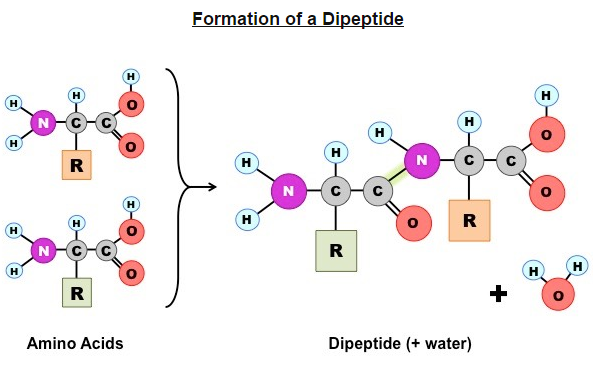 Formation of a Dipeptide
H H
H N C C O
H R O
H H
H N C C O
H R O
H H H
H N C C N C C O
H R O R O
+ H O H
Amino Acids
Dipeptide (+ water)